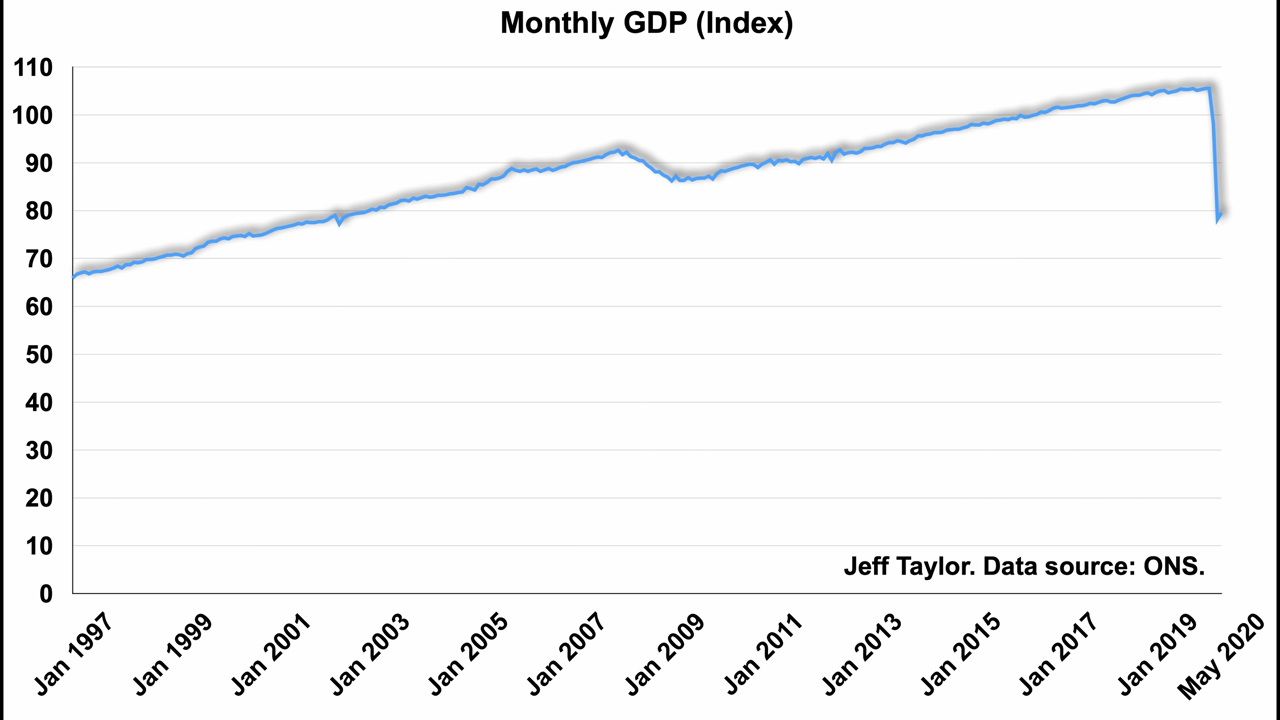 Monthly GDP (Index)
110
100
90
80
70
60
50
40
30
20
10
0
Jeff Taylor. Data source: ONS.
Jan 1997
Jan 1999
Jan 2001
Jan 2003
Jan 2005
Jan 2007
Jan 2009
Jan 2011
Jan 2013
Jan 2015
Jan 2017
Jan 2019
May 2020